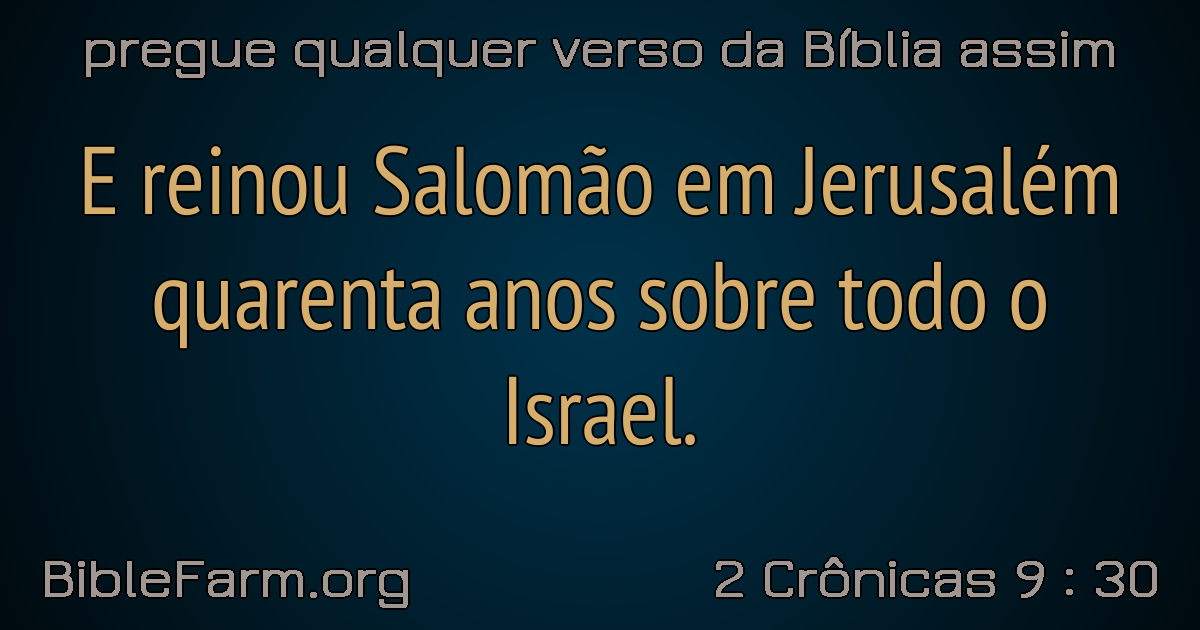 pregue qualquer verso da Bíblia assim
E reinou Salomão em Jerusalém
quarenta anos sobre todo o
Israel.
BibleFarm.org
2 Crônicas 9 : 30